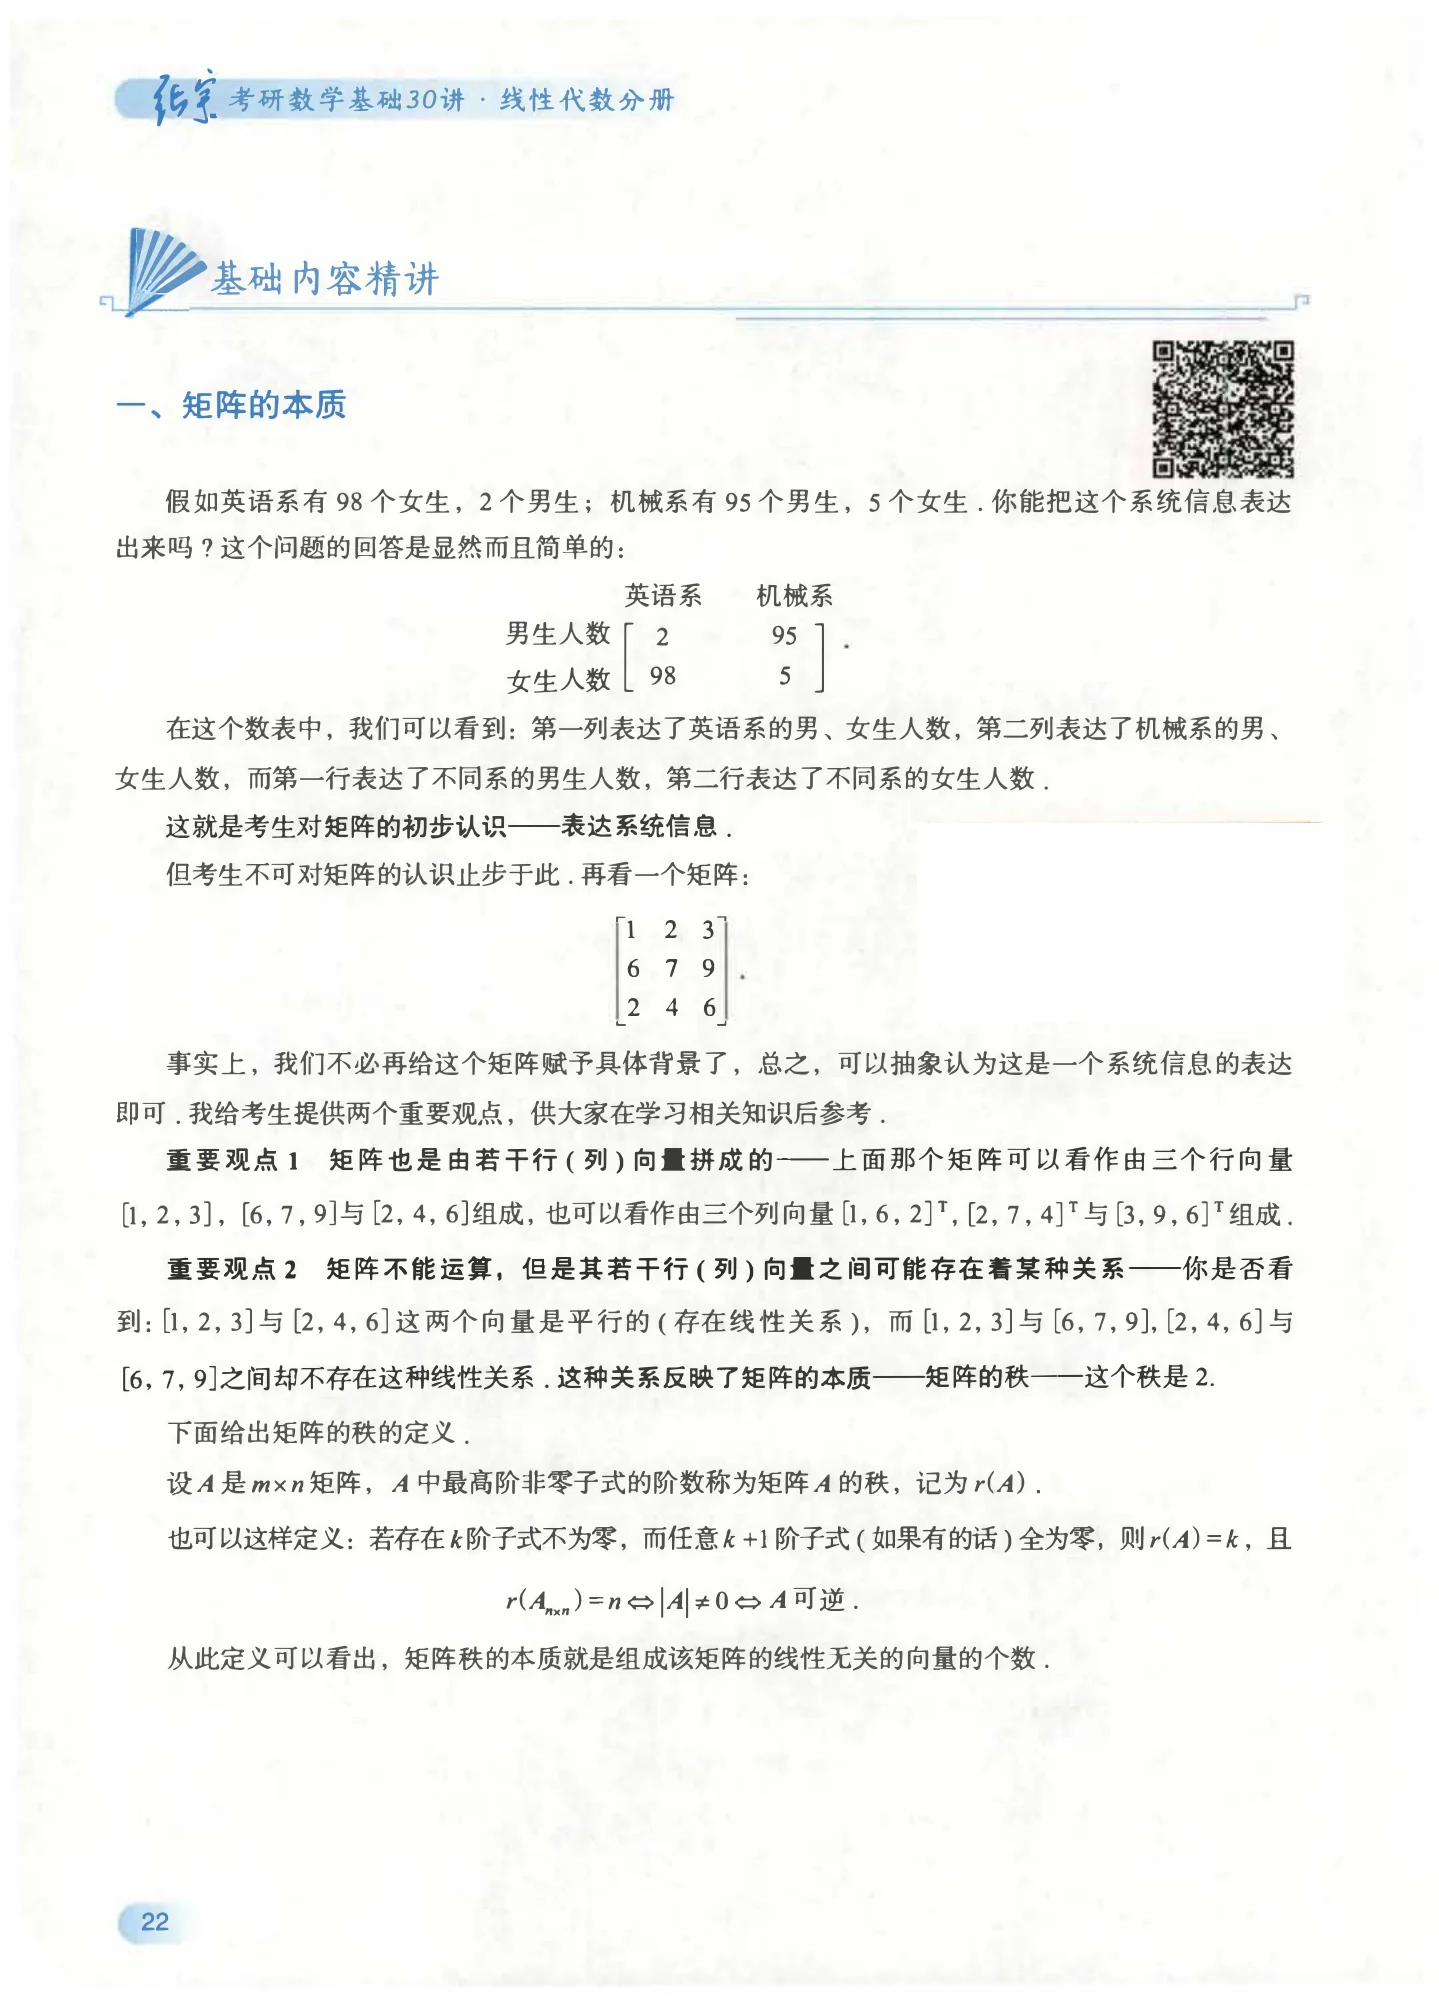 张宇考研数学基础30讲·线性代数分册
基础内容精讲
一、矩阵的本质
假如英语系有 98 个女生，2 个男生；机械系有 95 个男生，5 个女生．你能把这个系统信息表达
出来吗？这个问题的回答是显然而且简单的：
英语系 机械系
男生人数 [ 2 95 ] .
女生人数 [ 98 5 ]
在这个数表中，我们可以看到：第一列表达了英语系的男、女生人数，第二列表达了机械系的男、
女生人数，而第一行表达了不同系的男生人数，第二行表达了不同系的女生人数．
这就是考生对矩阵的初步认识——表达系统信息．
但考生不可对矩阵的认识止步于此．再看一个矩阵：
[1 2 3]
[6 7 9] .
[2 4 6]
事实上，我们不必再给这个矩阵赋予具体背景了，总之，可以抽象认为这是一个系统信息的表达
即可．我给考生提供两个重要观点，供大家在学习相关知识后参考．
重要观点 1 矩阵也是由若干行(列)向量拼成的——上面那个矩阵可以看作由三个行向量
[1, 2, 3]，[6, 7, 9]与[2, 4, 6]组成，也可以看作由三个列向量[1, 6, 2]ᵀ, [2, 7, 4]ᵀ与[3, 9, 6]ᵀ组成．
重要观点 2 矩阵不能运算，但是其若干行(列)向量之间可能存在着某种关系——你是否看
到：[1, 2, 3]与[2, 4, 6]这两个向量是平行的(存在线性关系)，而[1, 2, 3]与[6, 7, 9], [2, 4, 6]与
[6, 7, 9]之间却不存在这种线性关系．这种关系反映了矩阵的本质——矩阵的秩——这个秩是 2.
下面给出矩阵的秩的定义．
设 A 是 m×n 矩阵，A 中最高阶非零子式的阶数称为矩阵 A 的秩，记为 r(A)．
也可以这样定义：若存在 k 阶子式不为零，而任意 k+1 阶子式(如果有的话)全为零，则 r(A)=k，且
r(Aₙ×ₙ)=n⇔|A|≠0⇔A 可逆．
从此定义可以看出，矩阵秩的本质就是组成该矩阵的线性无关的向量的个数．
22